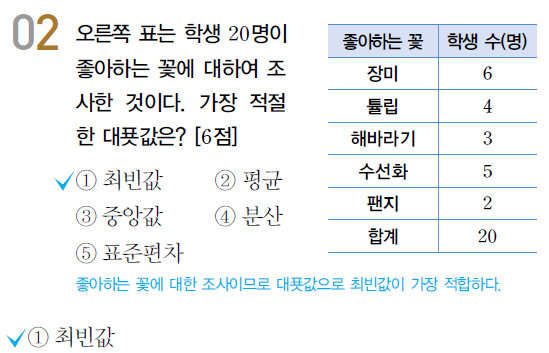 02 오른쪽 표는 학생 20명이
좋아하는 꽃에 대하여 조
사한 것이다. 가장 적절
한 대푯값은? [6점]
① 최빈값 ② 평균
③ 중앙값 ④ 분산
⑤ 표준편차
좋아하는 꽃 학생 수(명)
장미 6
튤립 4
해바라기 3
수선화 5
팬지 2
합계 20
좋아하는 꽃에 대한 조사이므로 대푯값으로 최빈값이 가장 적합하다.
① 최빈값